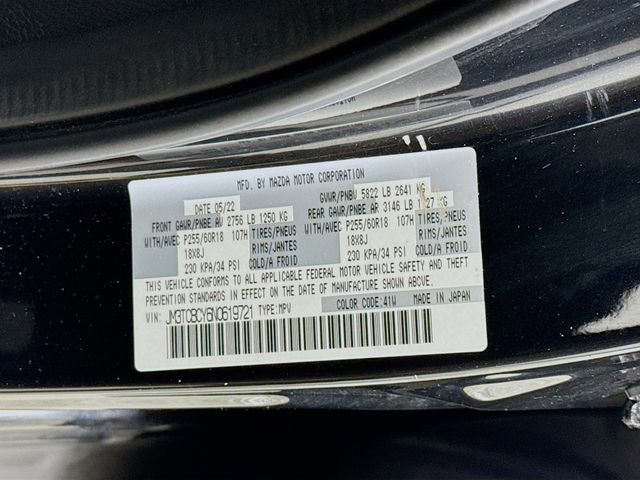 MFD. BY MAZDA MOTOR CORPORATION
DATE 05/22 GVWR/PNBV 5822 LB 2641 KG
FRONT GAWR/PNBE AV 2756 LB 1250 KG REAR GAWR/PNBE AR 3146 LB 1427 KG
WITH/AVEC P255/60R18 107H TIRES/PNEUS WITH/AVEC P255/60R18 107H TIRES/PNEUS
18X8J RIMS/JANTES 18X8J RIMS/JANTES
230 KPA/34 PSI COLD/A FROID 230 KPA/34 PSI COLD/A FROID
THIS VEHICLE CONFORMS TO ALL APPLICABLE FEDERAL MOTOR VEHICLE SAFETY AND THEFT
PREVENTION STANDARDS IN EFFECT ON THE DATE OF MANUFACTURE SHOWN ABOVE.
VIN: JM3TCBCY6N0619721 TYPE:MPV COLOR CODE:41W MADE IN JAPAN